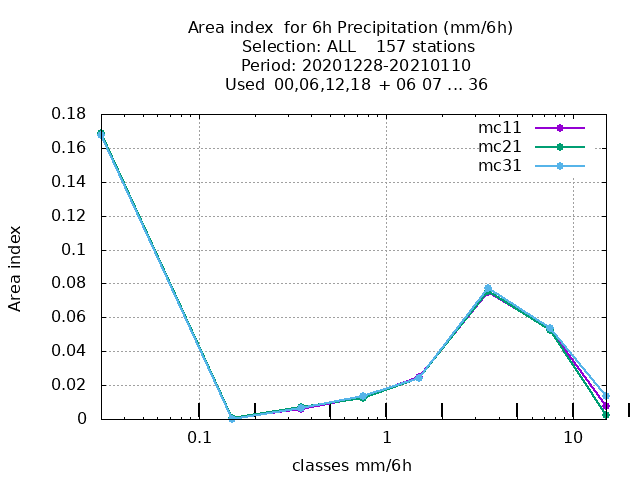 Area index  for 6h Precipitation (mm/6h)
Selection: ALL    157 stations
Period: 20201228-20210110
Used  00,06,12,18 + 06 07 ... 36
0.18
0.16
0.14
0.12
0.1
0.08
0.06
0.04
0.02
0
Area index
mc11
mc21
mc31
0.1
1
10
classes mm/6h